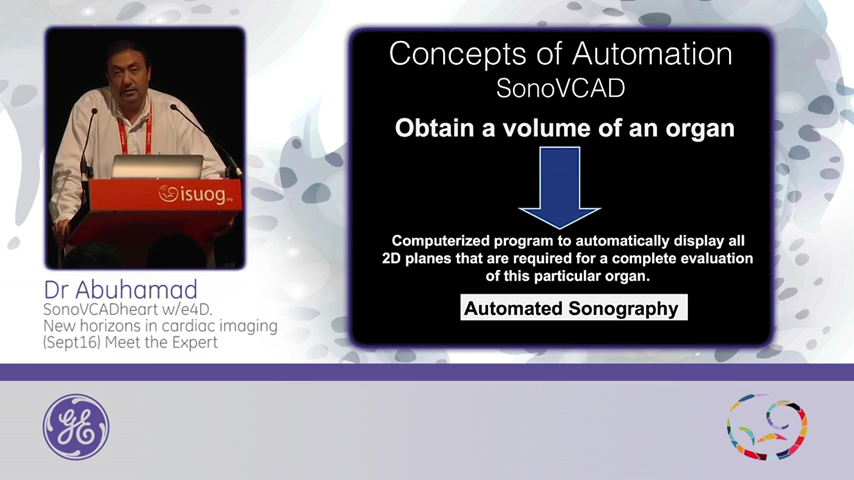 Concepts of Automation
SonoVCAD
Obtain a volume of an organ
Computerized program to automatically display all
2D planes that are required for a complete evaluation
of this particular organ.
Automated Sonography
isuog.org
Dr Abuhamad
SonoVCADheart w/e4D.
New horizons in cardiac imaging
(Sept16) Meet the Expert
GE